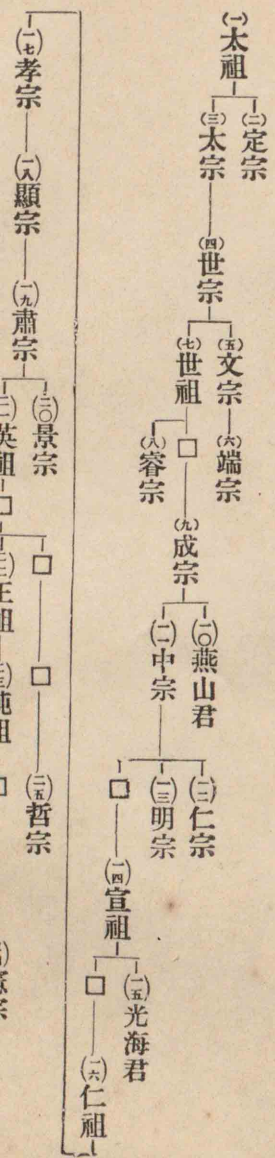 (一)太祖
(二)定宗
(三)太宗
(四)世宗
(五)文宗
(六)端宗
(七)世祖
(八)睿宗
(九)成宗
(一〇)燕山君
(一一)中宗
(一二)仁宗
(一三)明宗
(一四)宣祖
(一五)光海君
(一六)仁祖
(一七)孝宗
(一八)顯宗
(一九)肅宗
(二〇)景宗
英祖
(二五)哲宗